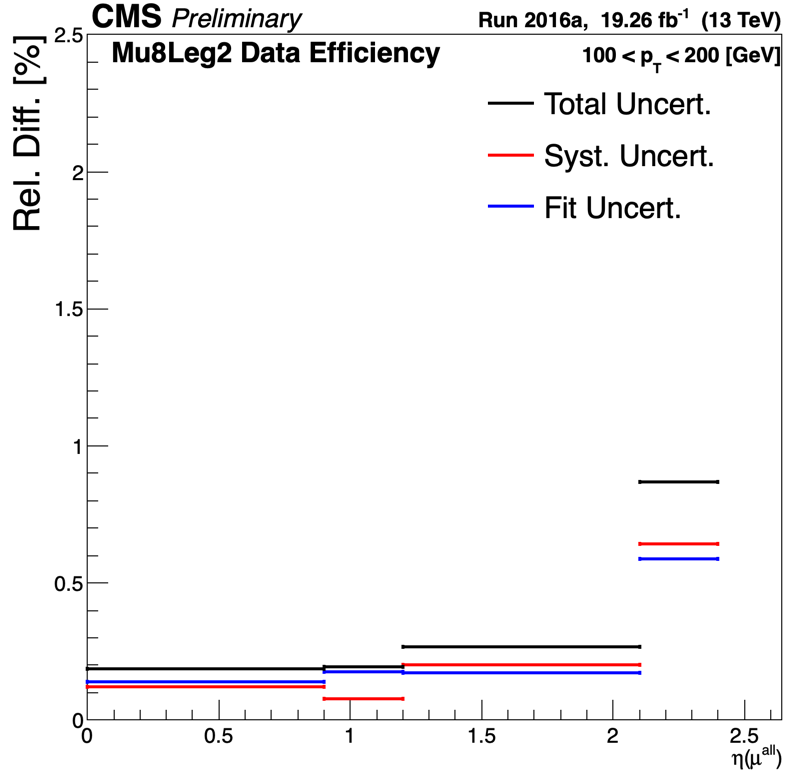 CMS Preliminary Run 2016a, 19.26 fb⁻¹ (13 TeV)
Mu8Leg2 Data Efficiency 100 < p_T < 200 [GeV]
Total Uncert.
Syst. Uncert.
Fit Uncert.
Rel. Diff. [%]
2.5
2
1.5
1
0.5
0
0 0.5 1 1.5 2 2.5
η(μ^all)